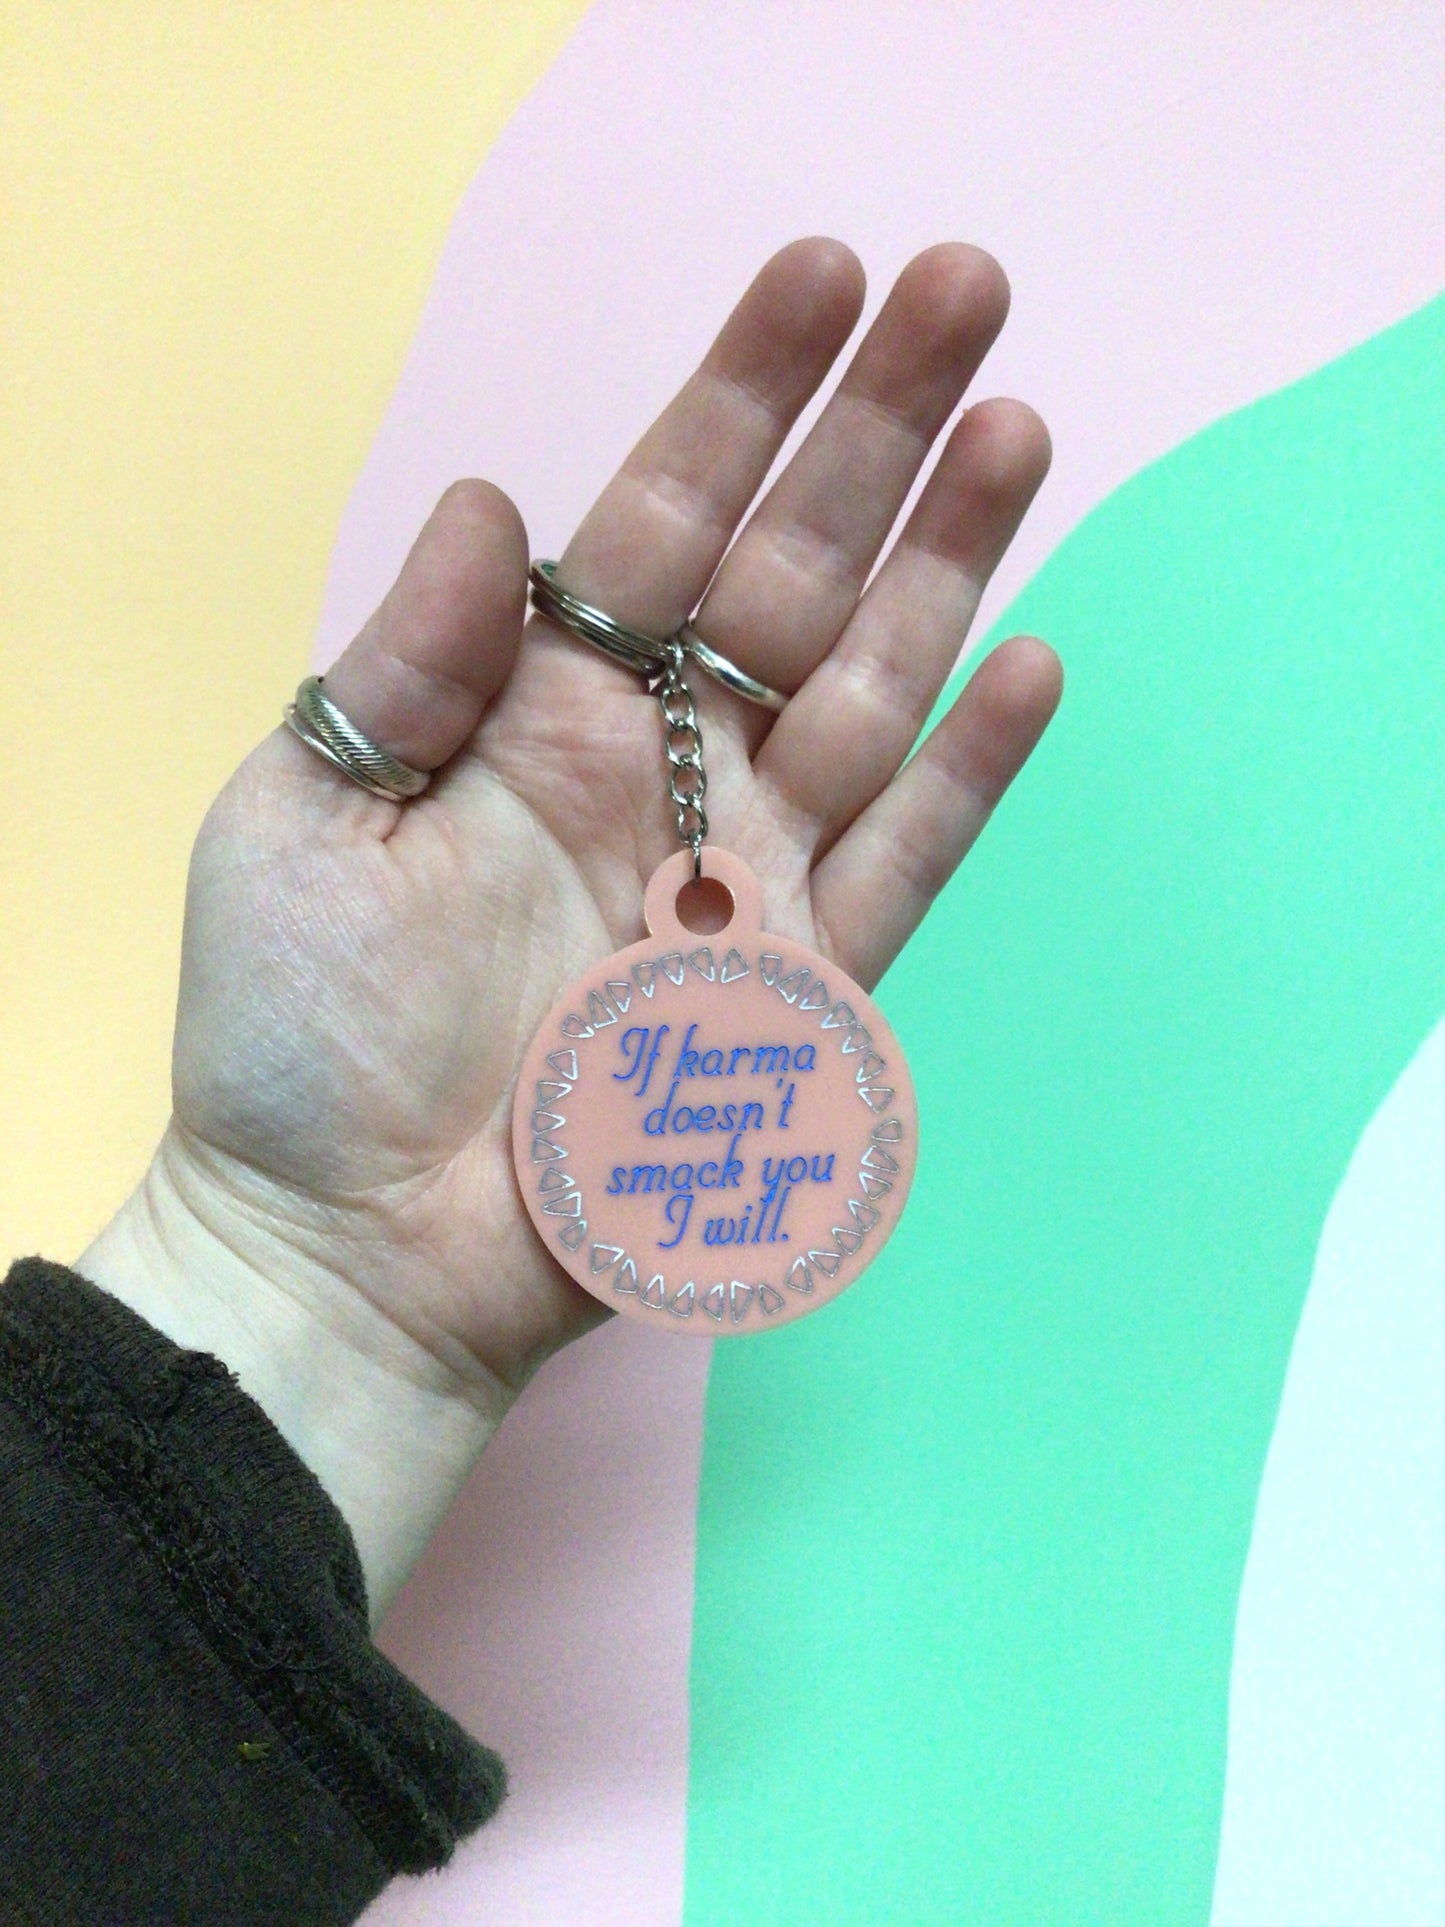 If karma
doesn't
smack you
I will.